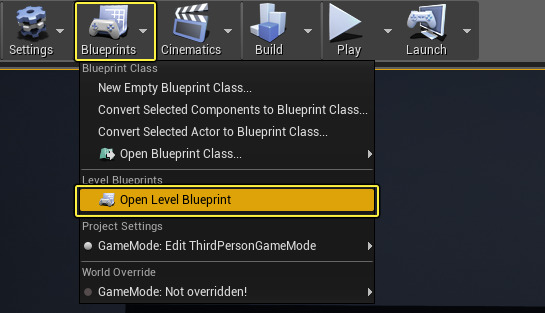 Settings Blueprints Cinematics Build Play Launch
Blueprint Class
New Empty Blueprint Class...
Convert Selected Components to Blueprint Class...
Convert Selected Actor to Blueprint Class...
Open Blueprint Class...
Level Blueprints
Open Level Blueprint
Project Settings
GameMode: Edit ThirdPersonGameMode
World Override
GameMode: Not overridden!